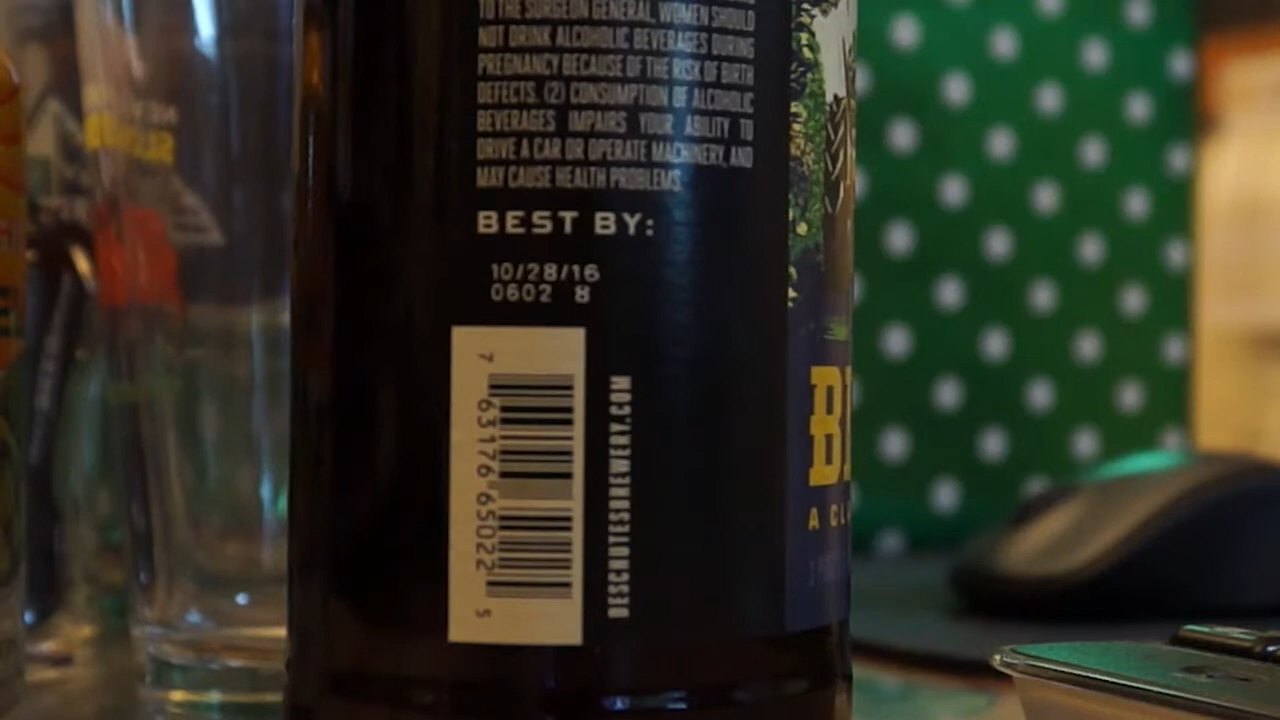 TO THE SURGEON GENERAL, WOMEN SHOULD
NOT DRINK ALCOHOLIC BEVERAGES DURING
PREGNANCY BECAUSE OF THE RISK OF BIRTH
DEFECTS. (2) CONSUMPTION OF ALCOHOLIC
BEVERAGES IMPAIRS YOUR ABILITY TO
DRIVE A CAR OR OPERATE MACHINERY, AND
MAY CAUSE HEALTH PROBLEMS.
BEST BY:
10/28/16
0602 8
7 63176 65022 5
DESCHUTESBREWERY.COM
B
A CL